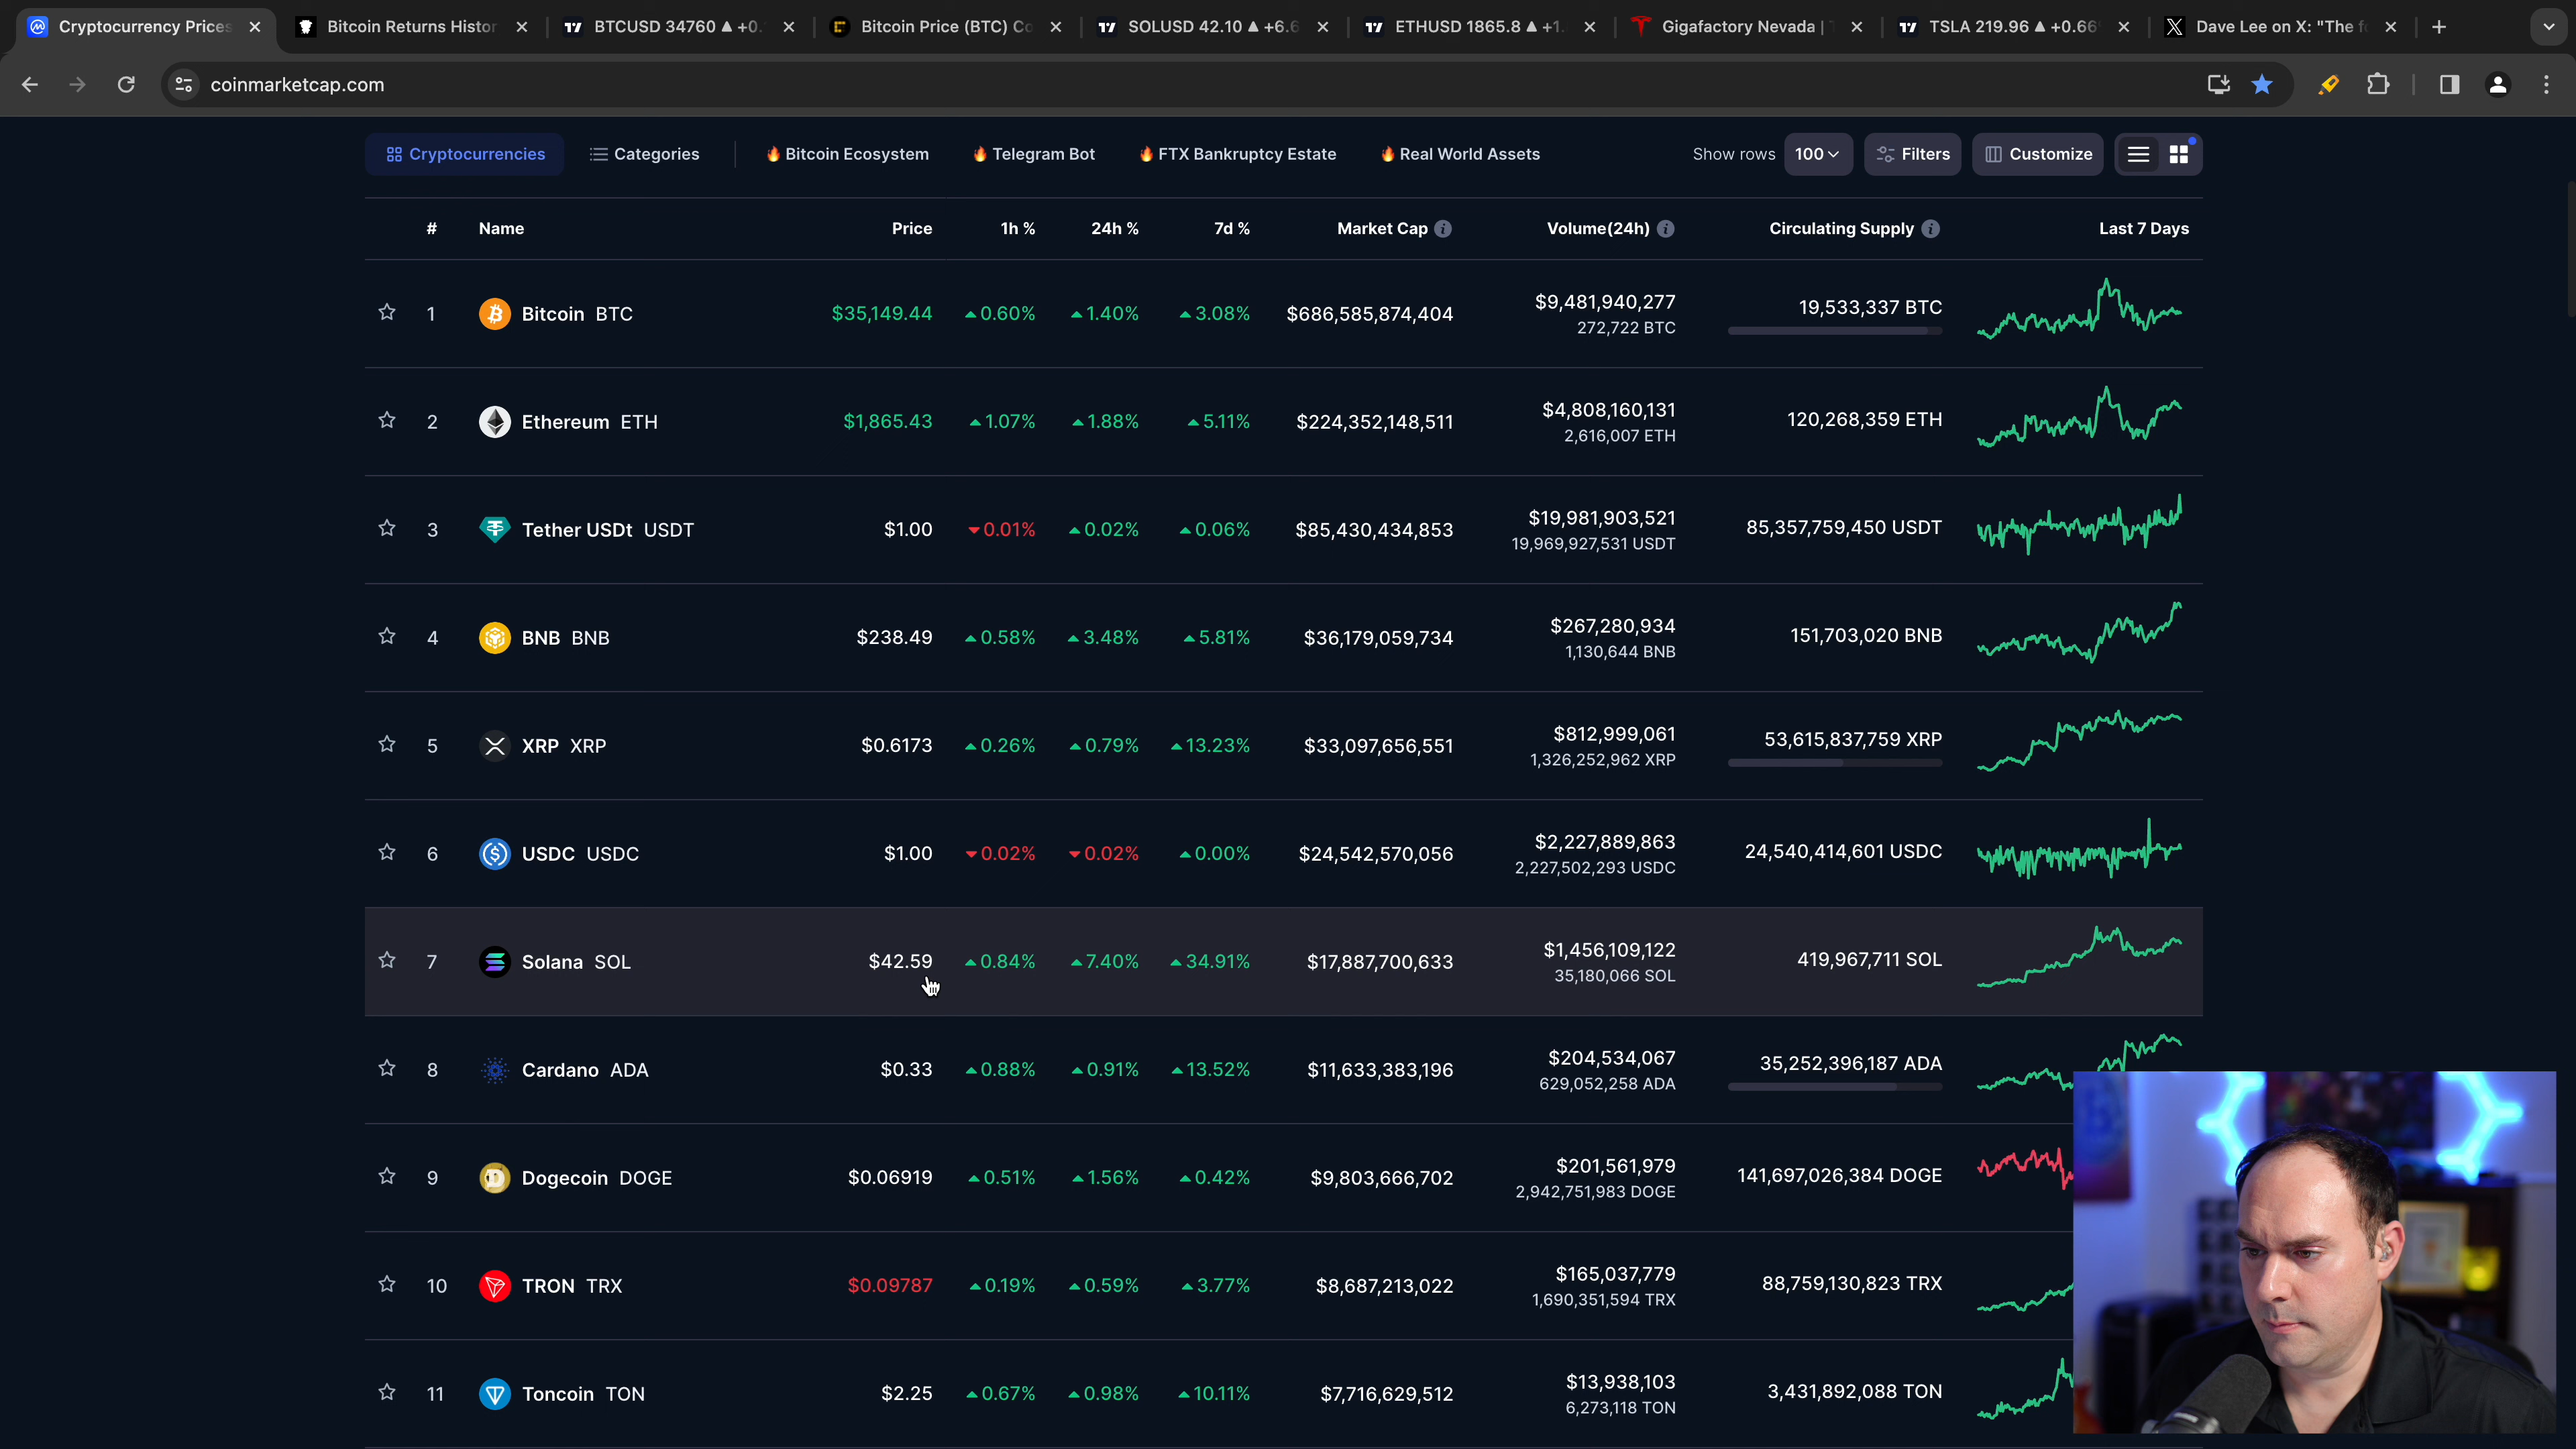 Cryptocurrency Prices
Bitcoin Returns Histor
BTCUSD 34760 ▲ +0.
Bitcoin Price (BTC) Co
SOLUSD 42.10 ▲ +6.6
ETHUSD 1865.8 ▲ +1.
Gigafactory Nevada | T
TSLA 219.96 ▲ +0.66
Dave Lee on X: "The f
coinmarketcap.com
Cryptocurrencies
Categories
Bitcoin Ecosystem
Telegram Bot
FTX Bankruptcy Estate
Real World Assets
Show rows 100
Filters
Customize
# Name Price 1h % 24h % 7d % Market Cap Volume(24h) Circulating Supply Last 7 Days
1 Bitcoin BTC $35,149.44 0.60% 1.40% 3.08% $686,585,874,404 $9,481,940,277 19,533,337 BTC
272,722 BTC
2 Ethereum ETH $1,865.43 1.07% 1.88% 5.11% $224,352,148,511 $4,808,160,131 120,268,359 ETH
2,616,007 ETH
3 Tether USDt USDT $1.00 0.01% 0.02% 0.06% $85,430,434,853 $19,981,903,521 85,357,759,450 USDT
19,969,927,531 USDT
4 BNB BNB $238.49 0.58% 3.48% 5.81% $36,179,059,734 $267,280,934 151,703,020 BNB
1,130,644 BNB
5 XRP XRP $0.6173 0.26% 0.79% 13.23% $33,097,656,551 $812,999,061 53,615,837,759 XRP
1,326,252,962 XRP
6 USDC USDC $1.00 0.02% 0.02% 0.00% $24,542,570,056 $2,227,889,863 24,540,414,601 USDC
2,227,502,293 USDC
7 Solana SOL $42.59 0.84% 7.40% 34.91% $17,887,700,633 $1,456,109,122 419,967,711 SOL
35,180,066 SOL
8 Cardano ADA $0.33 0.88% 0.91% 13.52% $11,633,383,196 $204,534,067 35,252,396,187 ADA
629,052,258 ADA
9 Dogecoin DOGE $0.06919 0.51% 1.56% 0.42% $9,803,666,702 $201,561,979 141,697,026,384 DOGE
2,942,751,983 DOGE
10 TRON TRX $0.09787 0.19% 0.59% 3.77% $8,687,213,022 $165,037,779 88,759,130,823 TRX
1,690,351,594 TRX
11 Toncoin TON $2.25 0.67% 0.98% 10.11% $7,716,629,512 $13,938,103 3,431,892,088 TON
6,273,118 TON